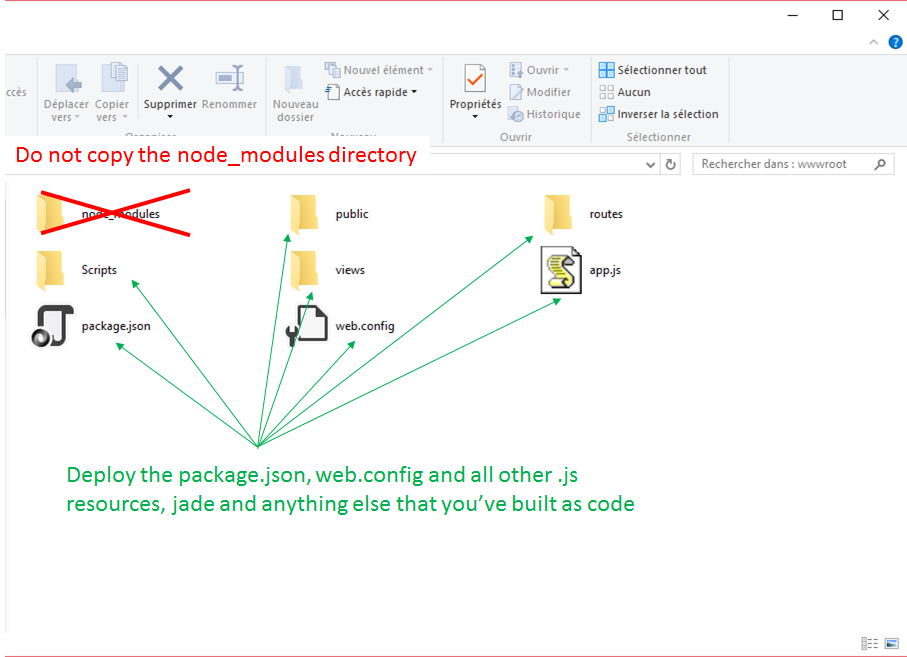 ccès
Déplacer vers
Copier vers
Supprimer
Renommer
Nouveau dossier
Nouvel élément
Accès rapide
Propriétés
Ouvrir
Modifier
Historique
Sélectionner tout
Aucun
Inverser la sélection
Ouvrir
Sélectionner
Do not copy the node_modules directory
Rechercher dans : wwwroot
node_modules
public
routes
Scripts
views
app.js
package.json
web.config
Deploy the package.json, web.config and all other .js
resources, jade and anything else that you've built as code